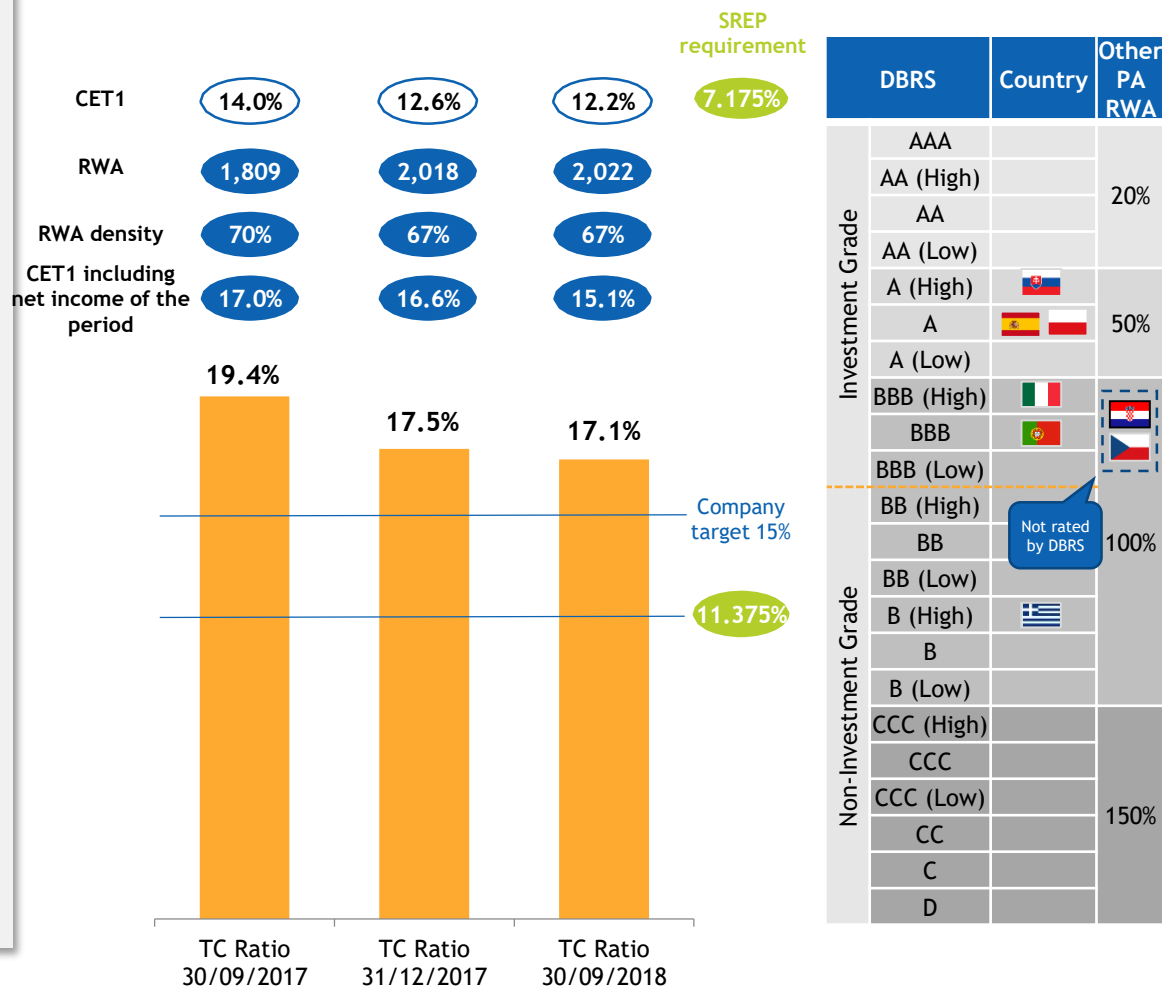 SREP
requirement
CET1
14.0%
12.6%
12.2%
7.175%
RWA
1,809
2,018
2,022
RWA density
70%
67%
67%
CET1 including
net income of the
period
17.0%
16.6%
15.1%
19.4%
17.5%
17.1%
Company
target 15%
11.375%
TC Ratio
30/09/2017
TC Ratio
31/12/2017
TC Ratio
30/09/2018
DBRS
Country
Other
PA
RWA
Investment Grade
AAA
AA (High)
AA
AA (Low)
20%
A (High)
A
A (Low)
50%
BBB (High)
BBB
BBB (Low)
Non-Investment Grade
BB (High)
BB
BB (Low)
B (High)
B
B (Low)
Not rated
by DBRS
100%
CCC (High)
CCC
CCC (Low)
CC
C
D
150%